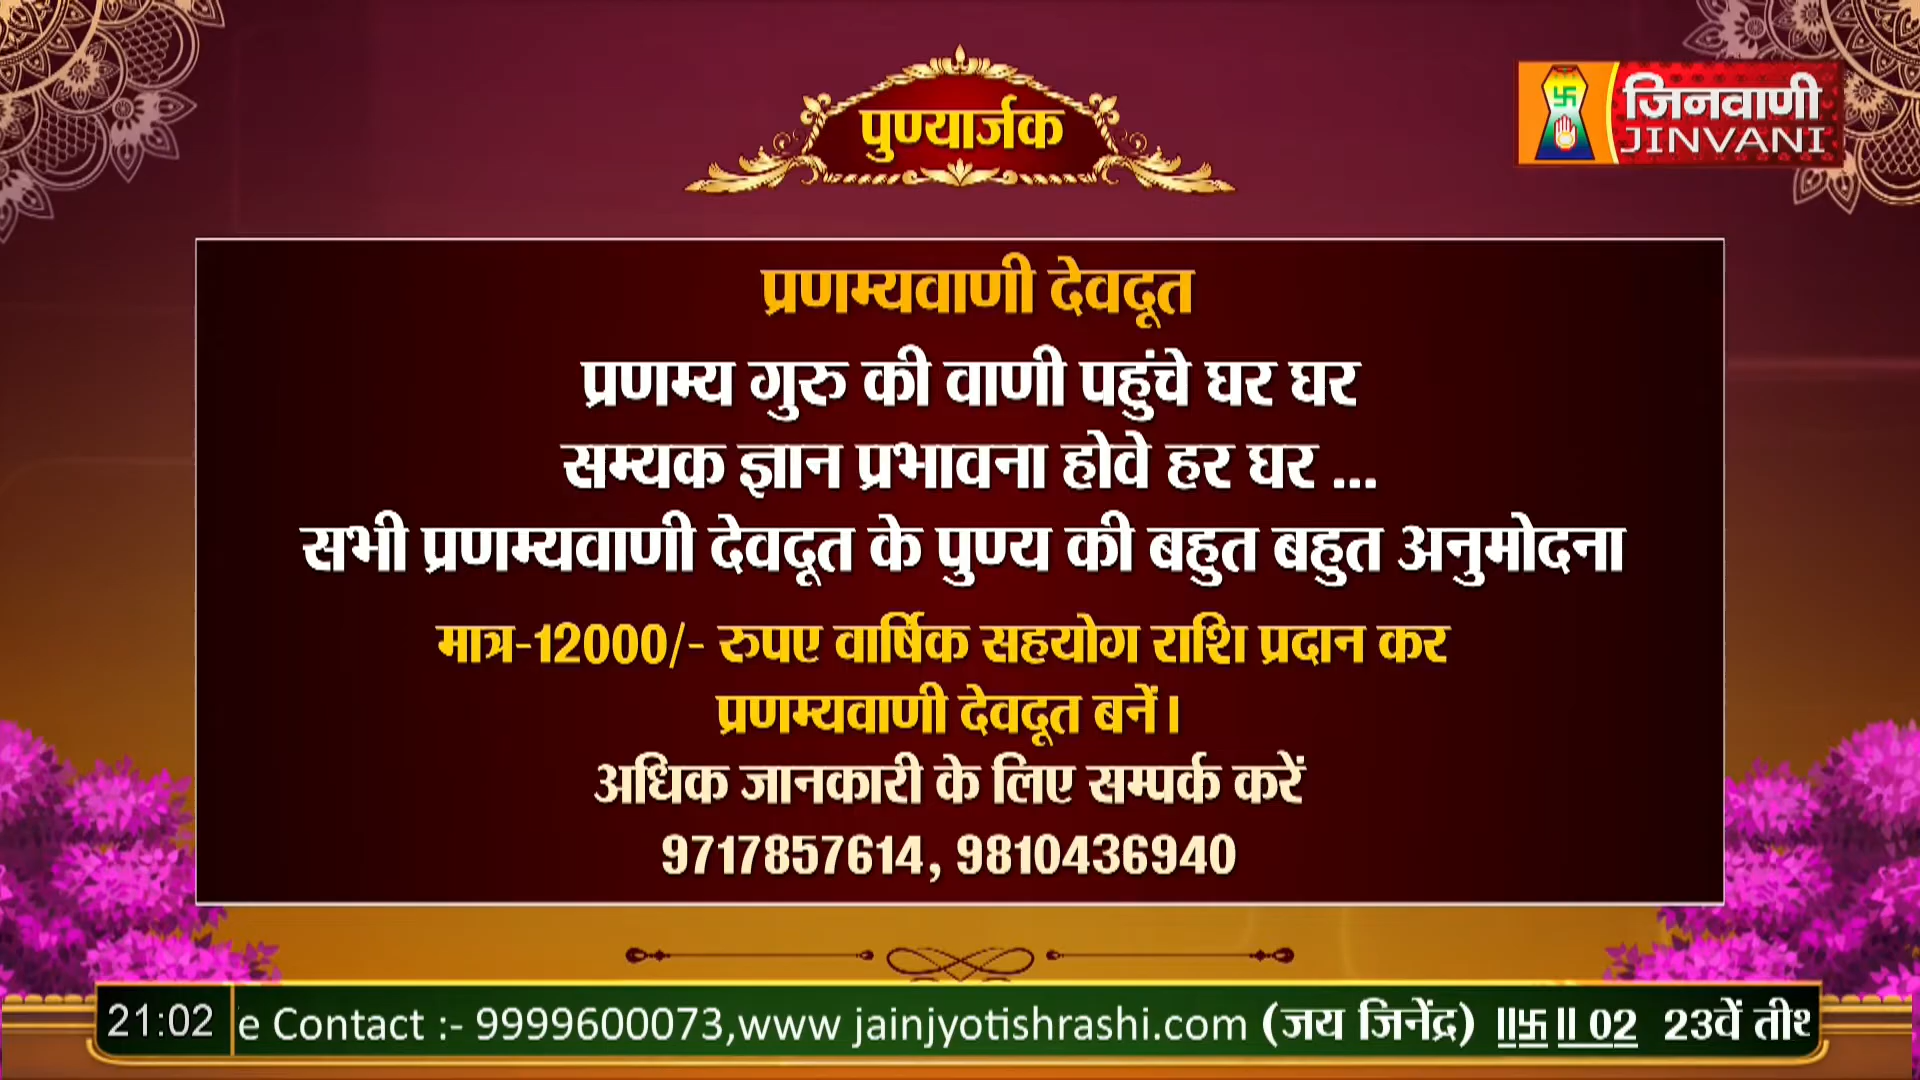 पुण्यार्जक
जिनवाणी
JINVANI
प्रणम्यवाणी देवदूत
प्रणम्य गुरु की वाणी पहुंचे घर घर
सम्यक ज्ञान प्रभावना होवे हर घर ...
सभी प्रणम्यवाणी देवदूत के पुण्य की बहुत बहुत अनुमोदना
मात्र-12000/- रुपए वार्षिक सहयोग राशि प्रदान कर
प्रणम्यवाणी देवदूत बनें।
अधिक जानकारी के लिए सम्पर्क करें
9717857614, 9810436940
21:02 e Contact :- 9999600073,www jainjyotishrashi.com (जय जिनेंद्र) ॥卐॥ 02 23वें